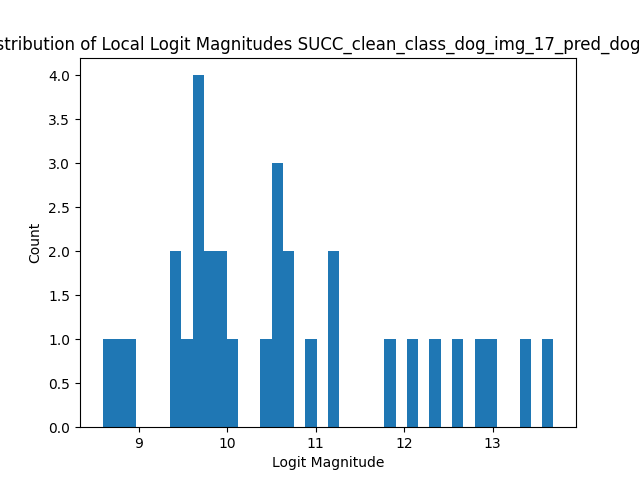 stribution of Local Logit Magnitudes SUCC_clean_class_dog_img_17_pred_dog
4.0
3.5
3.0
2.5
2.0
1.5
1.0
0.5
0.0
Count
9 10 11 12 13
Logit Magnitude